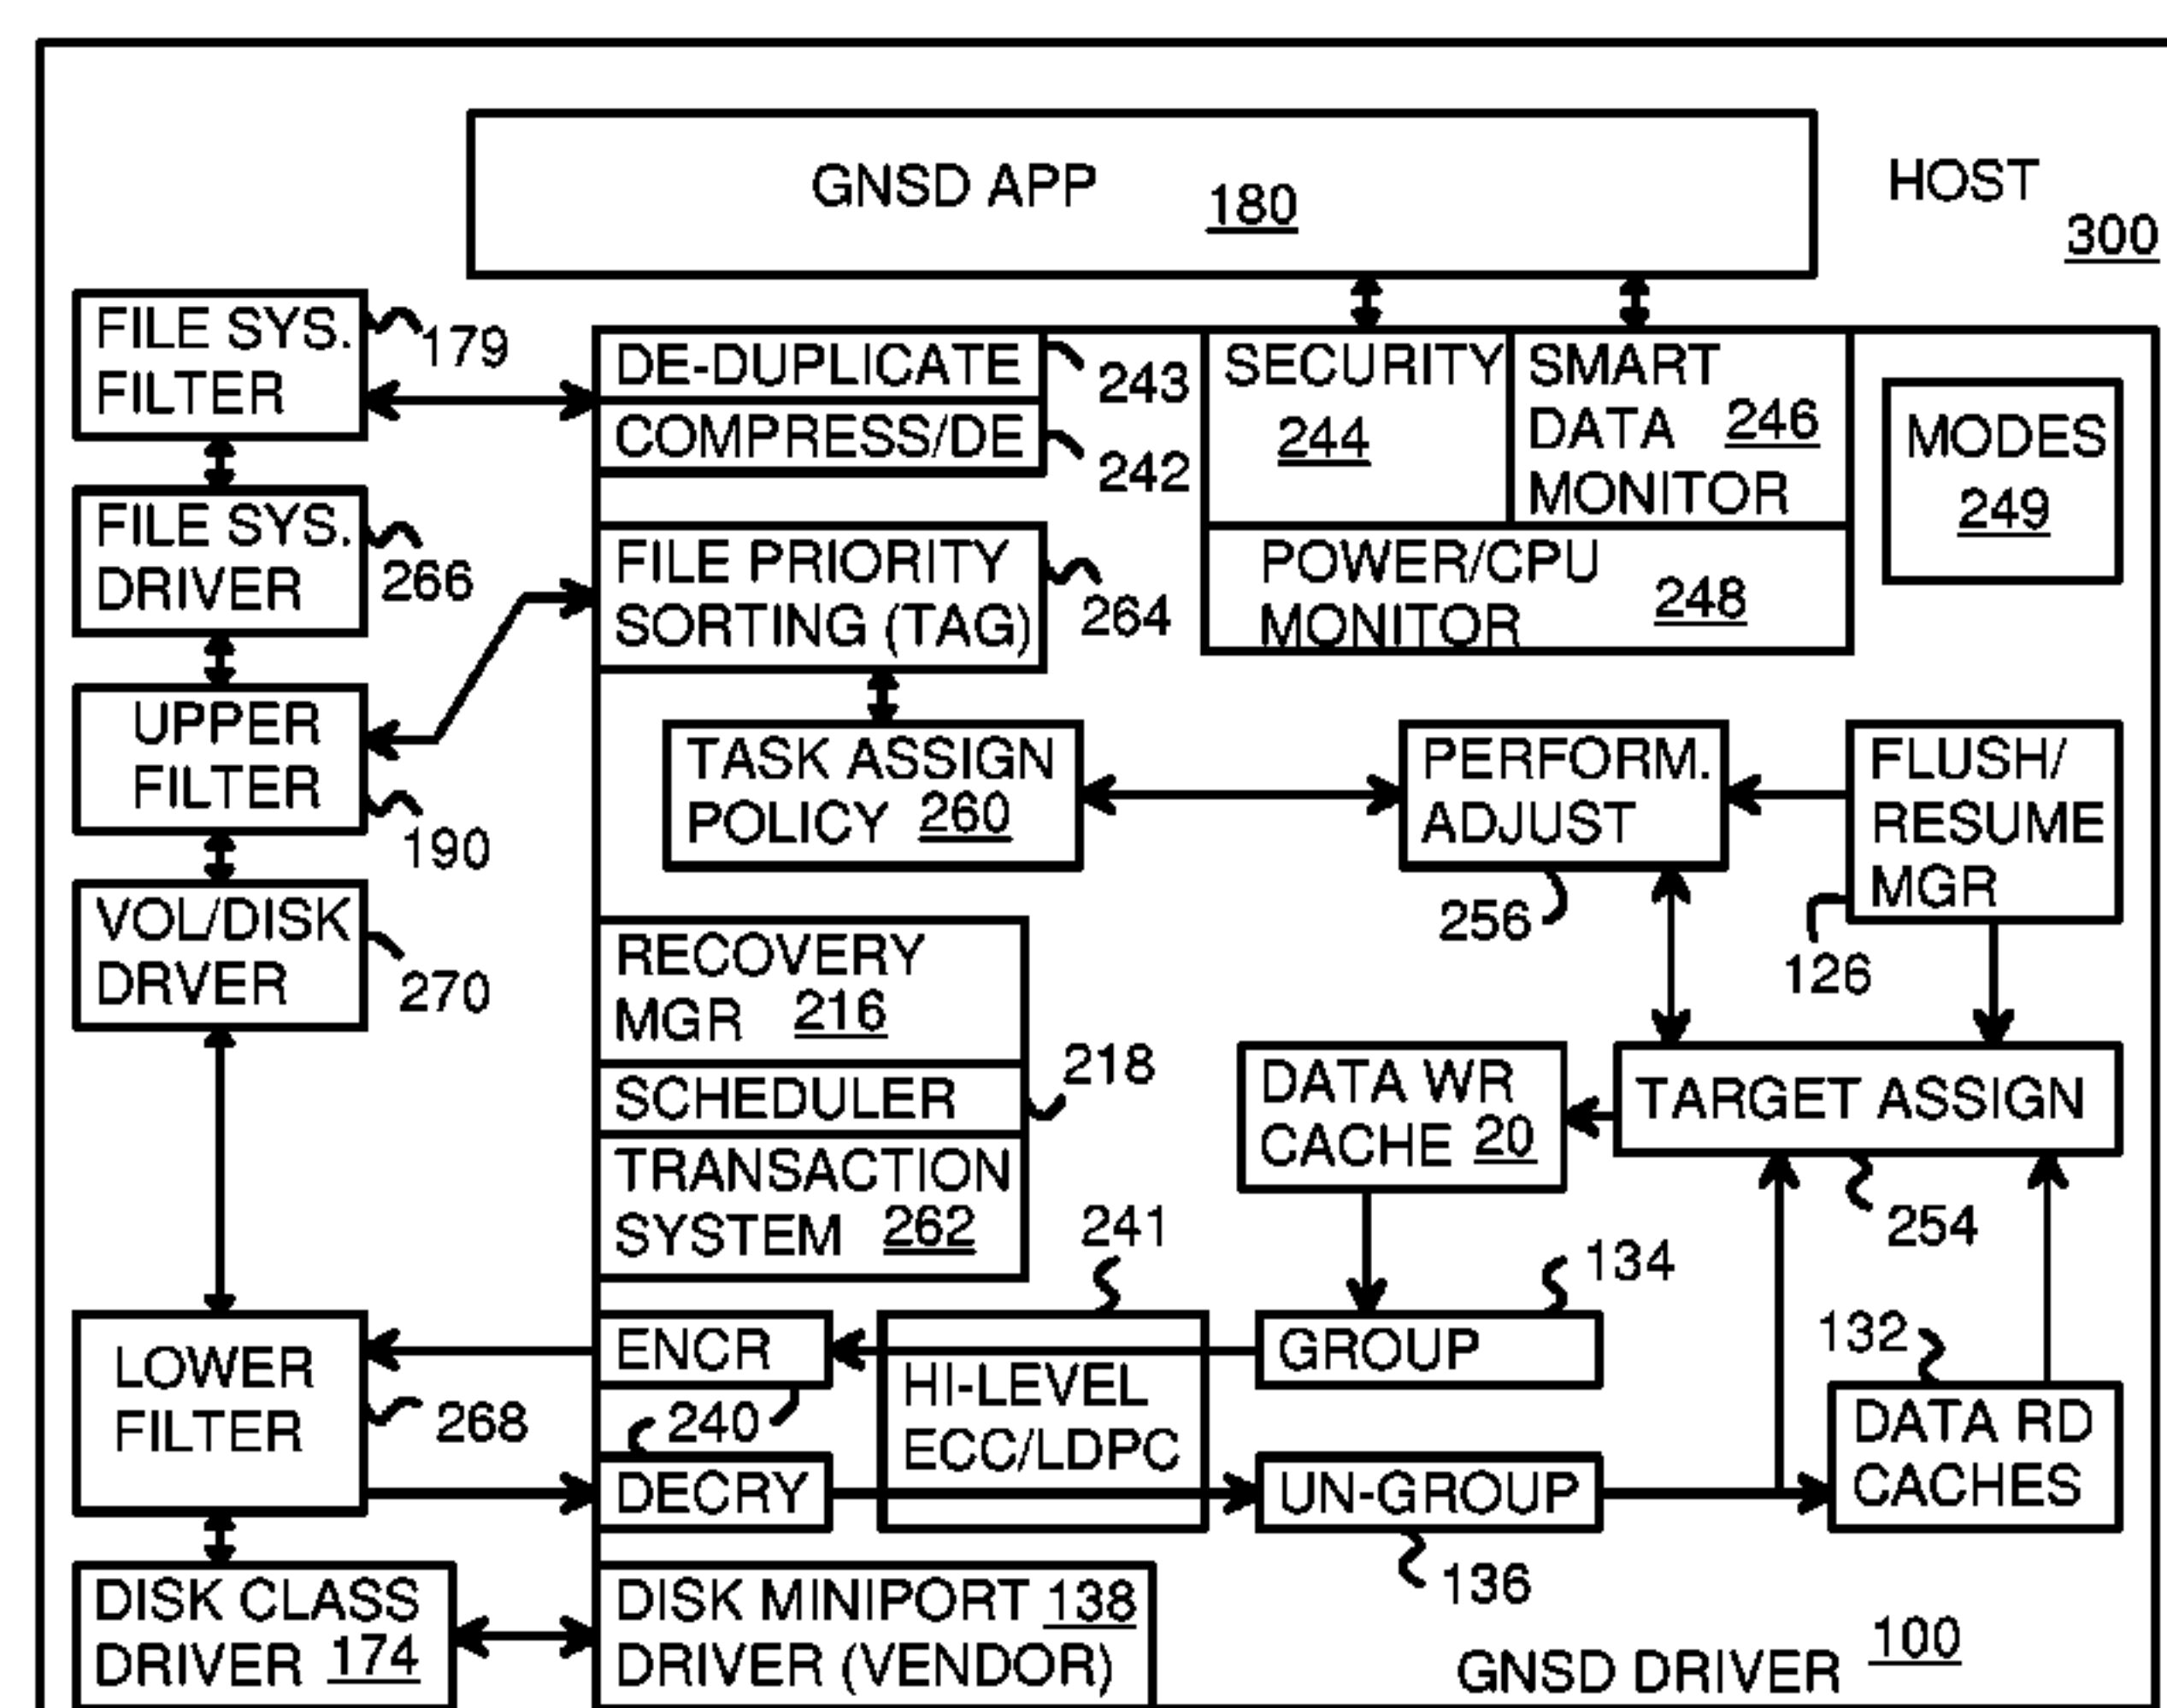 GNSD APP 180
HOST
300
FILE SYS.
FILTER
179
DE-DUPLICATE
243
COMPRESS/DE
242
SECURITY
244
SMART
DATA 246
MONITOR
MODES
249
FILE SYS.
DRIVER
266
FILE PRIORITY
SORTING (TAG)
264
POWER/CPU
MONITOR
248
UPPER
FILTER
190
TASK ASSIGN
POLICY 260
PERFORM.
ADJUST
256
FLUSH/
RESUME
MGR
126
VOL/DISK
DRVER
270
RECOVERY
MGR 216
SCHEDULER
218
TRANSACTION
SYSTEM 262
DATA WR
CACHE 20
TARGET ASSIGN
254
241
134
132
LOWER
FILTER
268
ENCR
240
DECRY
HI-LEVEL
ECC/LDPC
GROUP
UN-GROUP
136
DATA RD
CACHES
DISK CLASS
DRIVER 174
DISK MINIPORT 138
DRIVER (VENDOR)
GNSD DRIVER 100